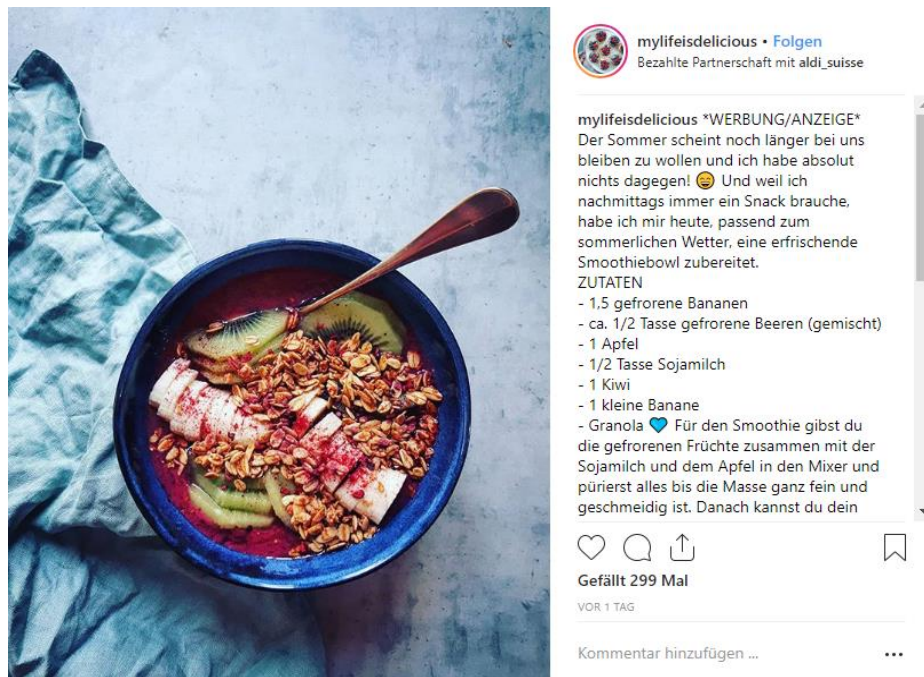 mylifeisdelicious • Folgen
Bezahlte Partnerschaft mit aldi_suisse
mylifeisdelicious *WERBUNG/ANZEIGE*
Der Sommer scheint noch länger bei uns
bleiben zu wollen und ich habe absolut
nichts dagegen! 😄 Und weil ich
nachmittags immer ein Snack brauche,
habe ich mir heute, passend zum
sommerlichen Wetter, eine erfrischende
Smoothiebowl zubereitet.
ZUTATEN
- 1,5 gefrorene Bananen
- ca. 1/2 Tasse gefrorene Beeren (gemischt)
- 1 Apfel
- 1/2 Tasse Sojamilch
- 1 Kiwi
- 1 kleine Banane
- Granola 💙 Für den Smoothie gibst du
die gefrorenen Früchte zusammen mit der
Sojamilch und dem Apfel in den Mixer und
pürierst alles bis die Masse ganz fein und
geschmeidig ist. Danach kannst du dein
Gefällt 299 Mal
VOR 1 TAG
Kommentar hinzufügen ...